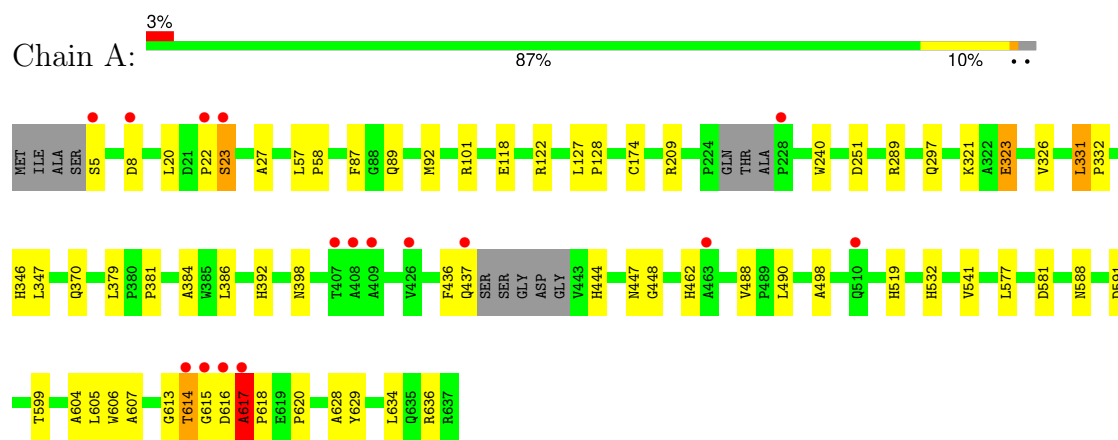 3%
Chain A:
87% 10% • •
MET ILE ALA SER S5 D8 L20 D21 P22 S23 A27 L57 P58 F87 G88 Q89 M92 R101 E118 R122 L127 P128 C174 R209 P224 GLN THR ALA P228 W240 D251 R289 Q297 K321 A322 E323 V326 L331 P332
H346 L347 Q370 L379 P380 P381 A384 W385 L386 H392 N398 T407 A408 A409 V426 F436 Q437 SER SER GLY ASP GLY V443 H444 N447 G448 H462 A463 V488 P489 L490 A498 Q510 H519 H532 V541 L577 D581 N588 D591
T599 A604 L605 W606 A607 G613 T614 G615 D616 A617 P618 E619 P620 A628 Y629 L634 Q635 R636 R637